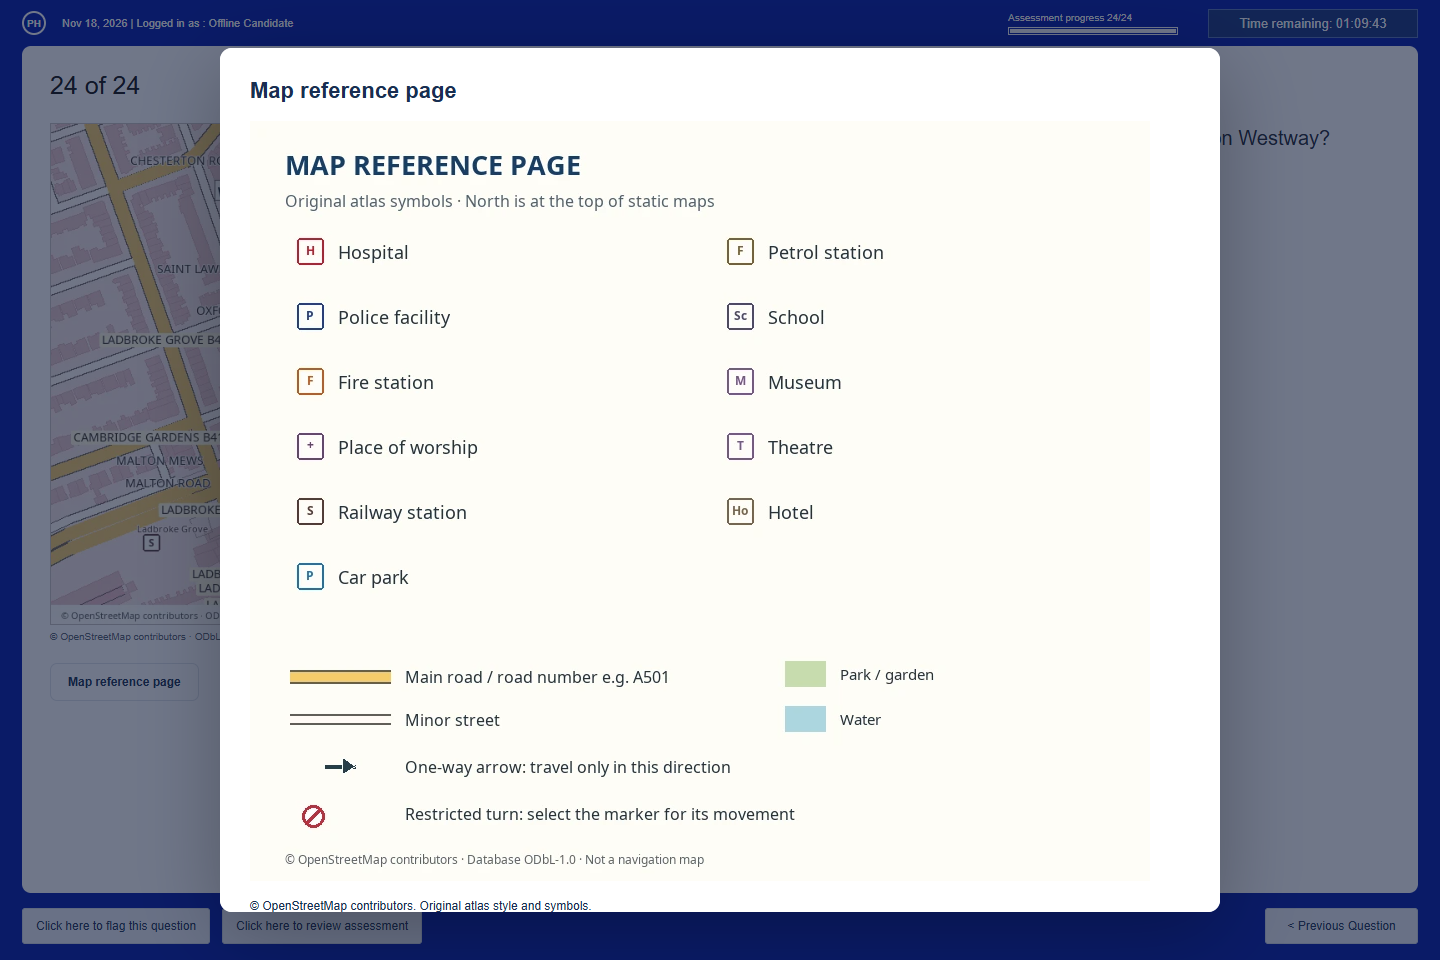 PH
Nov 18, 2026 | Logged in as : Offline Candidate
Assessment progress 24/24
Time remaining: 01:09:43
24 of 24
on Westway?
CHESTERTON RO
SAINT LAW
OXF
LADBROKE GROVE B4
CAMBRIDGE GARDENS B4
MALTON MEWS
MALTON ROAD
LADBROKE
Ladbroke Grove
S
LADB
LAD
© OpenStreetMap contributors · OD
© OpenStreetMap contributors · ODbL
Map reference page
Map reference page
MAP REFERENCE PAGE
Original atlas symbols · North is at the top of static maps
H Hospital
F Petrol station
P Police facility
Sc School
F Fire station
M Museum
+ Place of worship
T Theatre
S Railway station
Ho Hotel
P Car park
Main road / road number e.g. A501
Park / garden
Minor street
Water
One-way arrow: travel only in this direction
Restricted turn: select the marker for its movement
© OpenStreetMap contributors · Database ODbL-1.0 · Not a navigation map
© OpenStreetMap contributors. Original atlas style and symbols.
Click here to flag this question
Click here to review assessment
< Previous Question